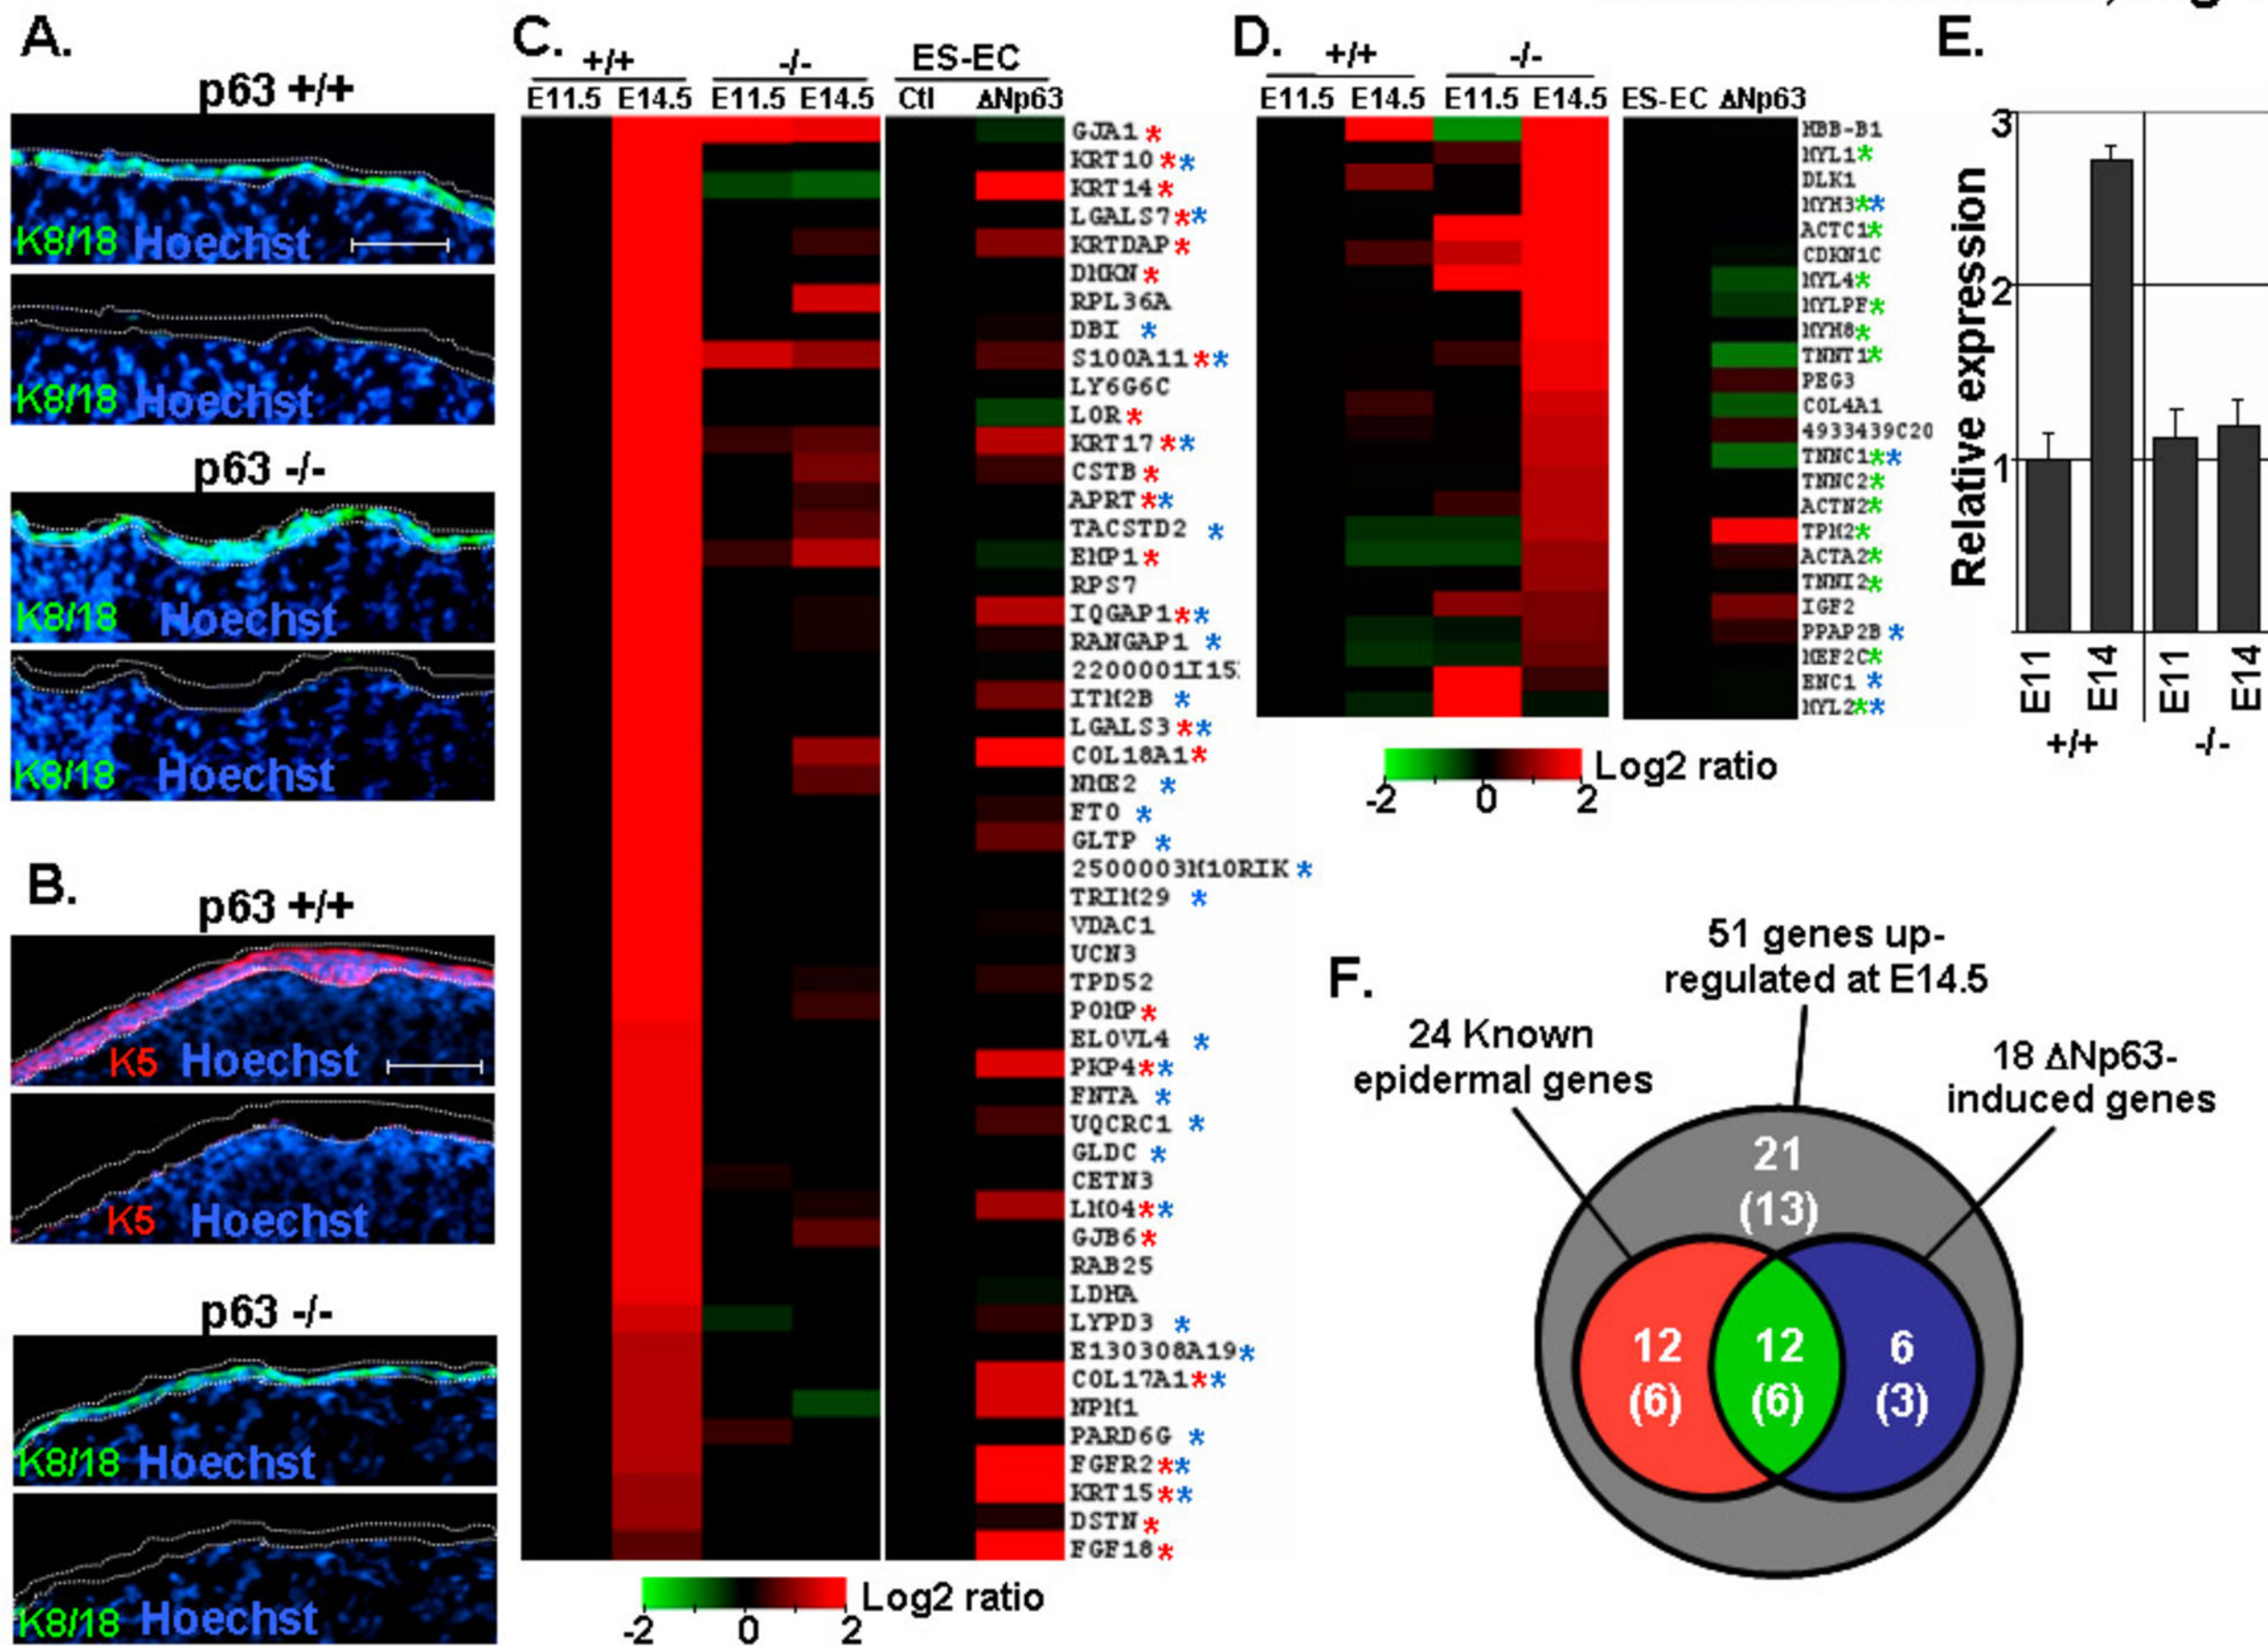 A.
p63 +/+
K8/18 Hoechst
K8/18 Hoechst
p63 -/-
K8/18 Hoechst
K8/18 Hoechst
B.
p63 +/+
K5 Hoechst
K5 Hoechst
p63 -/-
K8/18 Hoechst
K8/18 Hoechst
C.
+/+ -/- ES-EC
E11.5 E14.5 E11.5 E14.5 Ctl ΔNp63
GJA1 *
KRT10 **
KRT14 *
LGALS7 **
KRTDAP *
DMKN *
RPL36A
DBI *
S100A11 **
LY6G6C
LOR *
KRT17 **
CSTB *
APRT **
TACSTD2 *
EMP1 *
RPS7
IQGAP1 **
RANGAP1 *
2200001I15
ITM2B *
LGALS3 **
COL18A1 *
NME2 *
FTO *
GLTP *
2500003M10RIK *
TRIM29 *
VDAC1
UCN3
TPD52
POMP *
ELOVL4 *
PKP4 **
FNTA *
UQCRC1 *
GLDC *
CETN3
LMO4 **
GJB6 *
RAB25
LDHA
LYPD3 *
E130308A19 *
COL17A1 **
NPM1
PARD6G *
FGFR2 **
KRT15 **
DSTN *
FGF18 *
Log2 ratio
-2 0 2
D.
+/+ -/-
E11.5 E14.5 E11.5 E14.5 ES-EC ΔNp63
HBB-B1
MYL1 *
DLK1
MYH3 **
ACTC1 *
CDKN1C
MYL4 *
MYLPF *
MYH8 *
TNNT1 *
PEG3
COL4A1
4933439C20
TNNC1 **
TNNC2 *
ACTN2 *
TPM2 *
ACTA2 *
TNNI2 *
IGF2
PPAP2B *
MEF2C *
ENC1 *
MYL2 **
Log2 ratio
-2 0 2
E.
Relative expression
3
2
1
E11 E14 E11 E14
+/+ -/-
F.
51 genes up-
regulated at E14.5
24 Known
epidermal genes
18 ΔNp63-
induced genes
21
(13)
12 12 6
(6) (6) (3)